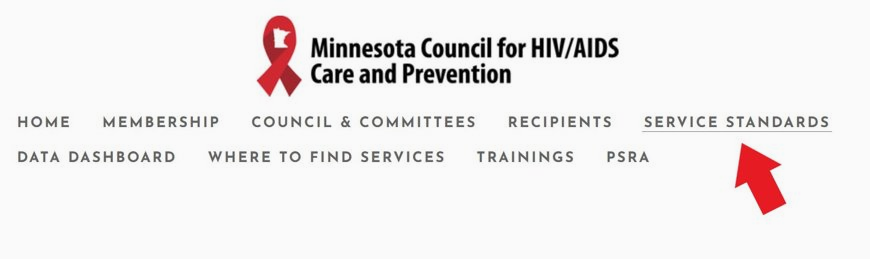 Minnesota Council for HIV/AIDS
Care and Prevention
HOME MEMBERSHIP COUNCIL & COMMITTEES RECIPIENTS SERVICE STANDARDS
DATA DASHBOARD WHERE TO FIND SERVICES TRAININGS PSRA